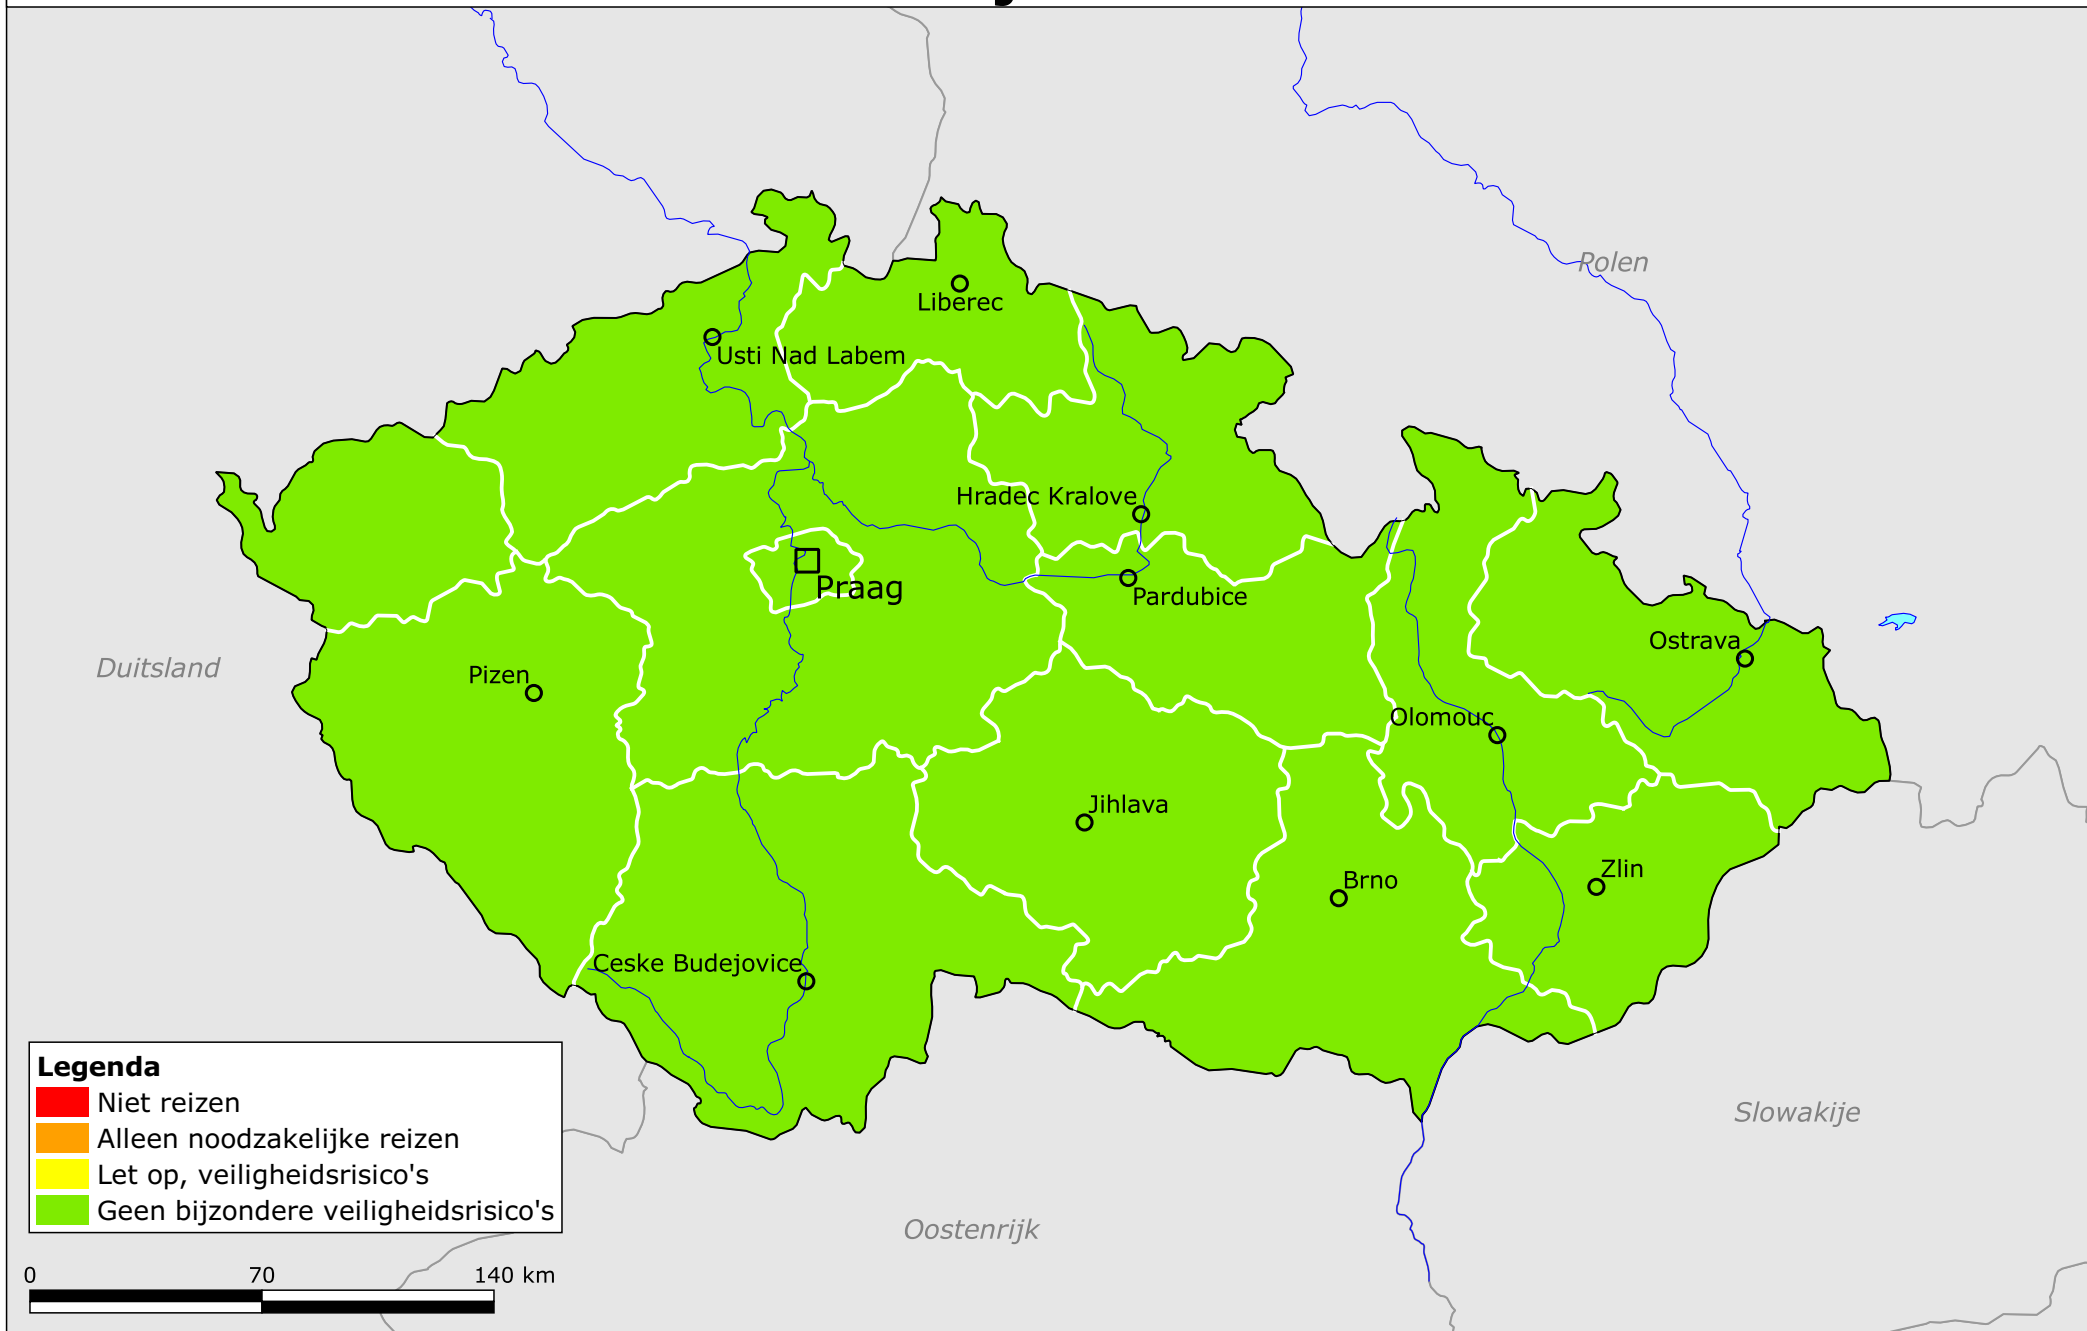 Polen
Liberec
Usti Nad Labem
Hradec Kralove
Praag
Pardubice
Ostrava
Duitsland
Pizen
Olomouc
Jihlava
Zlin
Brno
Ceske Budejovice
Legenda
Niet reizen
Alleen noodzakelijke reizen
Let op, veiligheidsrisico's
Geen bijzondere veiligheidsrisico's
Slowakije
Oostenrijk
0 70 140 km